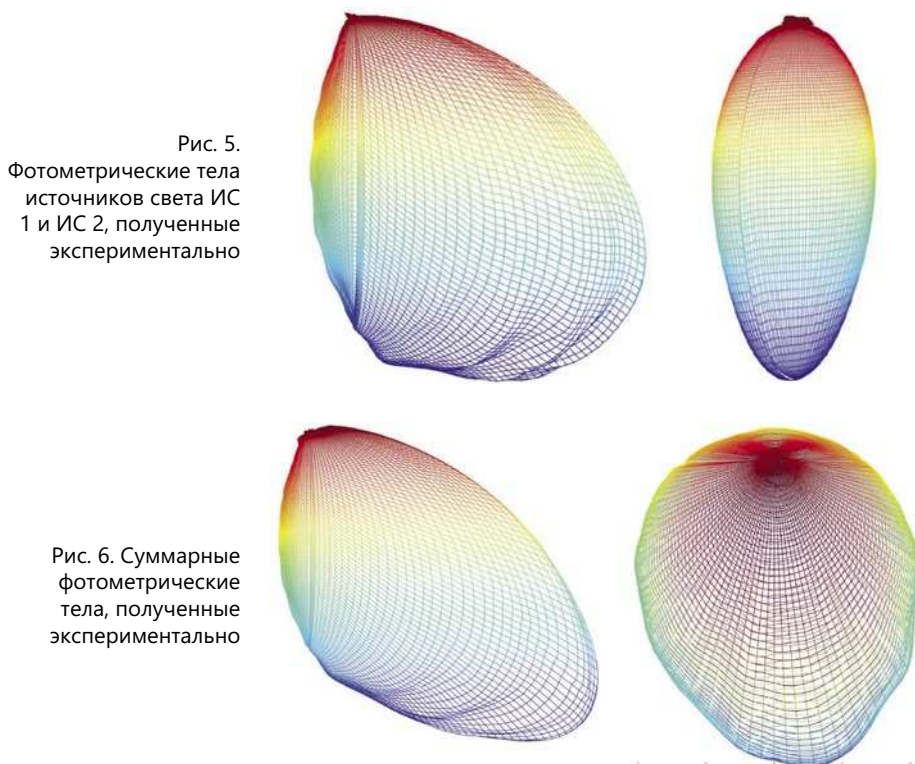 Рис. 5.
Фотометрические тела
источников света ИС
1 и ИС 2, полученные
экспериментально
Рис. 6. Суммарные
фотометрические
тела, полученные
экспериментально